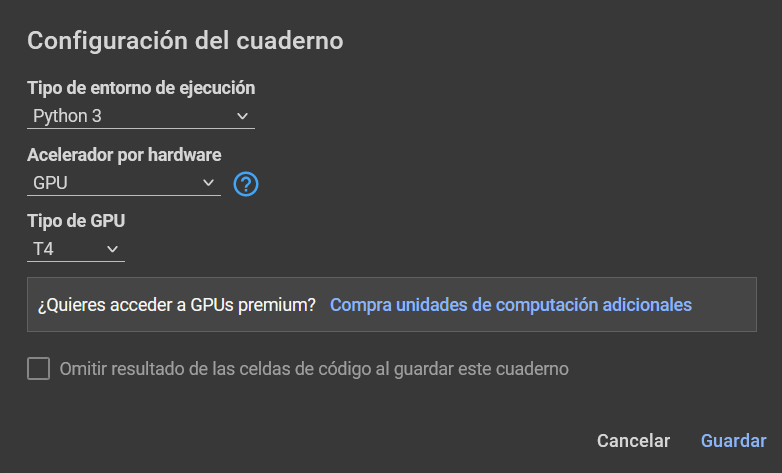 Configuración del cuaderno
Tipo de entorno de ejecución
Python 3
Acelerador por hardware
GPU
?
Tipo de GPU
T4
¿Quieres acceder a GPUs premium? Compra unidades de computación adicionales
Omitir resultado de las celdas de código al guardar este cuaderno
Cancelar Guardar